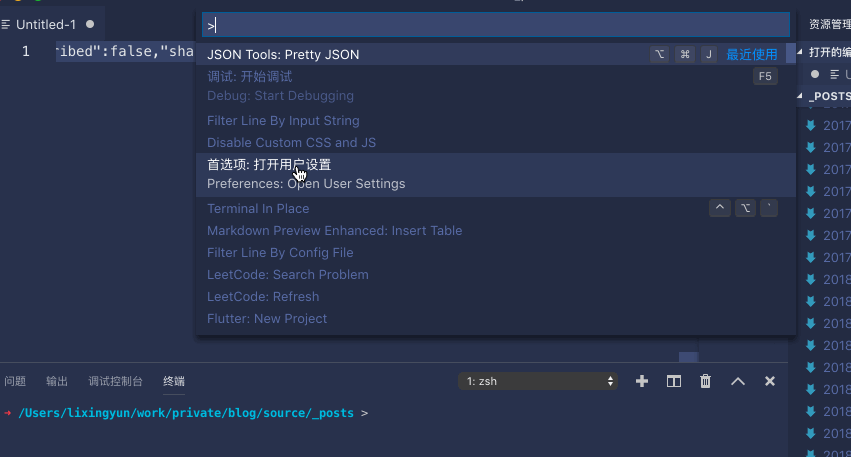 Untitled-1
>
资源管理
1 ribed":false,"sha
JSON Tools: Pretty JSON ⌥ ⌘ J 最近使用
打开的编
调试: 开始调试 F5
Debug: Start Debugging
_POSTS
Filter Line By Input String
2017
Disable Custom CSS and JS
2017
首选项: 打开用户设置
2017
Preferences: Open User Settings
2017
Terminal In Place ^ ⌥ `
2017
Markdown Preview Enhanced: Insert Table
2017
Filter Line By Config File
2017
LeetCode: Search Problem
2018
LeetCode: Refresh
2018
Flutter: New Project
2018
2018
2018
问题 输出 调试控制台 终端 1: zsh
2018
/Users/lixingyun/work/private/blog/source/_posts >
2018
2018